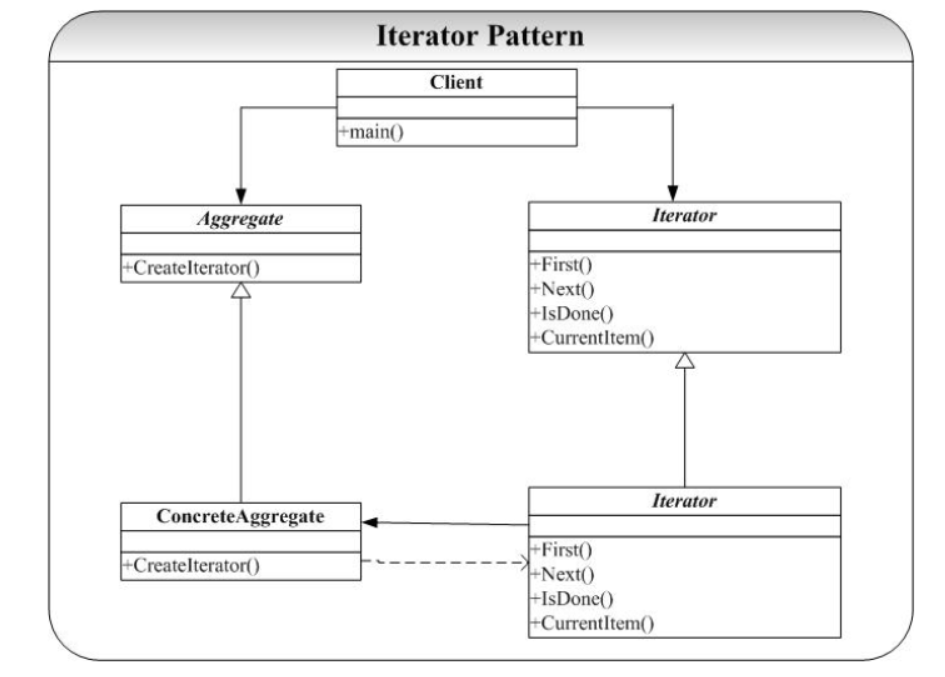 Iterator Pattern
Client
+main()
Aggregate
+CreateIterator()
Iterator
+First()
+Next()
+IsDone()
+CurrentItem()
ConcreteAggregate
+CreateIterator()
Iterator
+First()
+Next()
+IsDone()
+CurrentItem()